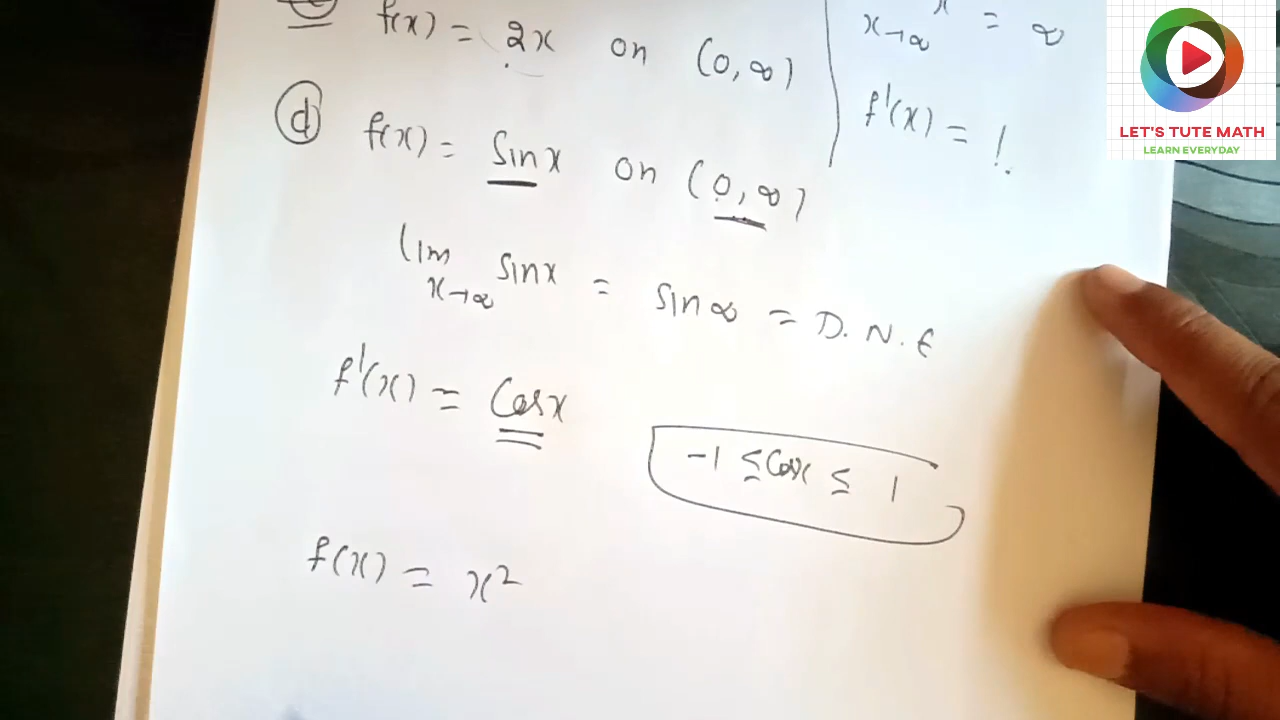 f(x) = 2x on (0, ∞)
x→∞ = ∞
f'(x) = !.
(d) f(x) = Sin x on (0, ∞)
lim x→∞ sin x = sin ∞ = D. N. E
f'(x) = Cos x
-1 ≤ Cos x ≤ 1
f(x) = x²
LET'S TUTE MATH
LEARN EVERYDAY